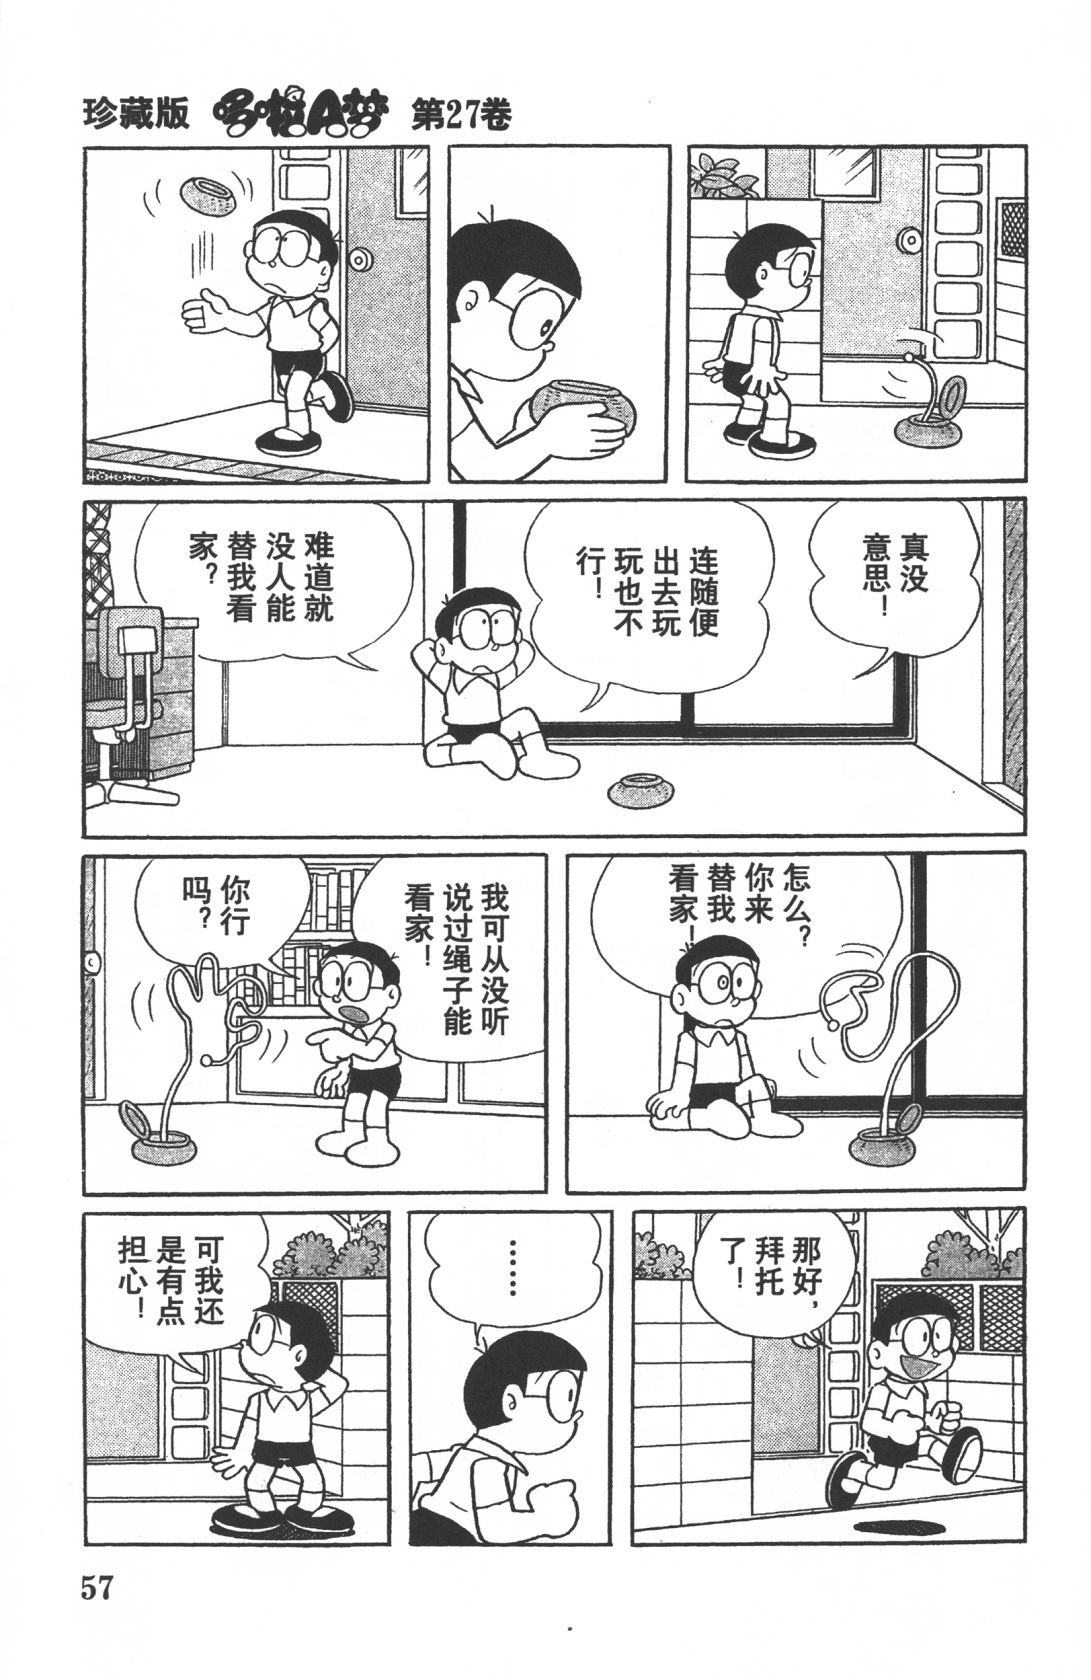 珍藏版 哆啦A梦 第27卷
真没
意思！
连随便
出去玩
玩也不
行！
难道就
没人能
替我看
家？
怎么？
你来
替我
看家！
我可从没听
说过绳子能
看家！
你行
吗？
那好，
拜托
了！
……
可我还
是有点
担心！
57